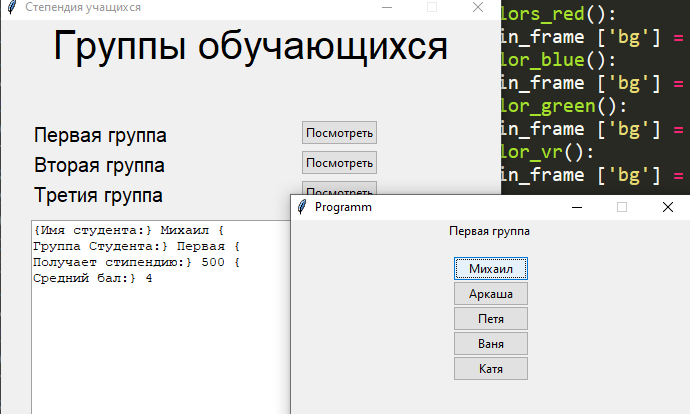 Степендия учащихся
Группы обучающихся
Первая группа
Посмотреть
Вторая группа
Посмотреть
Третия группа
Посмотреть
{Имя студента:} Михаил {
Группа Студента:} Первая {
Получает стипендию:} 500 {
Средний бал:} 4
lors_red():
in_frame ['bg'] =
lor_blue():
in_frame ['bg'] =
lor_green():
in_frame ['bg'] =
lor_vr():
in_frame ['bg'] =
Programm
Первая группа
Михаил
Аркаша
Петя
Ваня
Катя